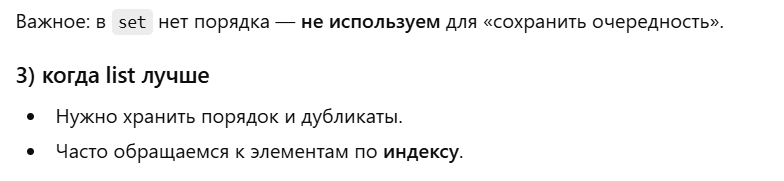 Важное: в set нет порядка — не используем для «сохранить очередность».
3) когда list лучше
• Нужно хранить порядок и дубликаты.
• Часто обращаемся к элементам по индексу.